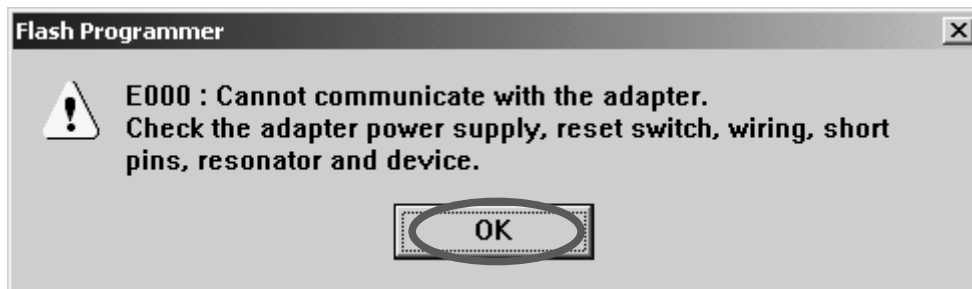 Flash Programmer
E000 : Cannot communicate with the adapter.
Check the adapter power supply, reset switch, wiring, short
pins, resonator and device.
OK